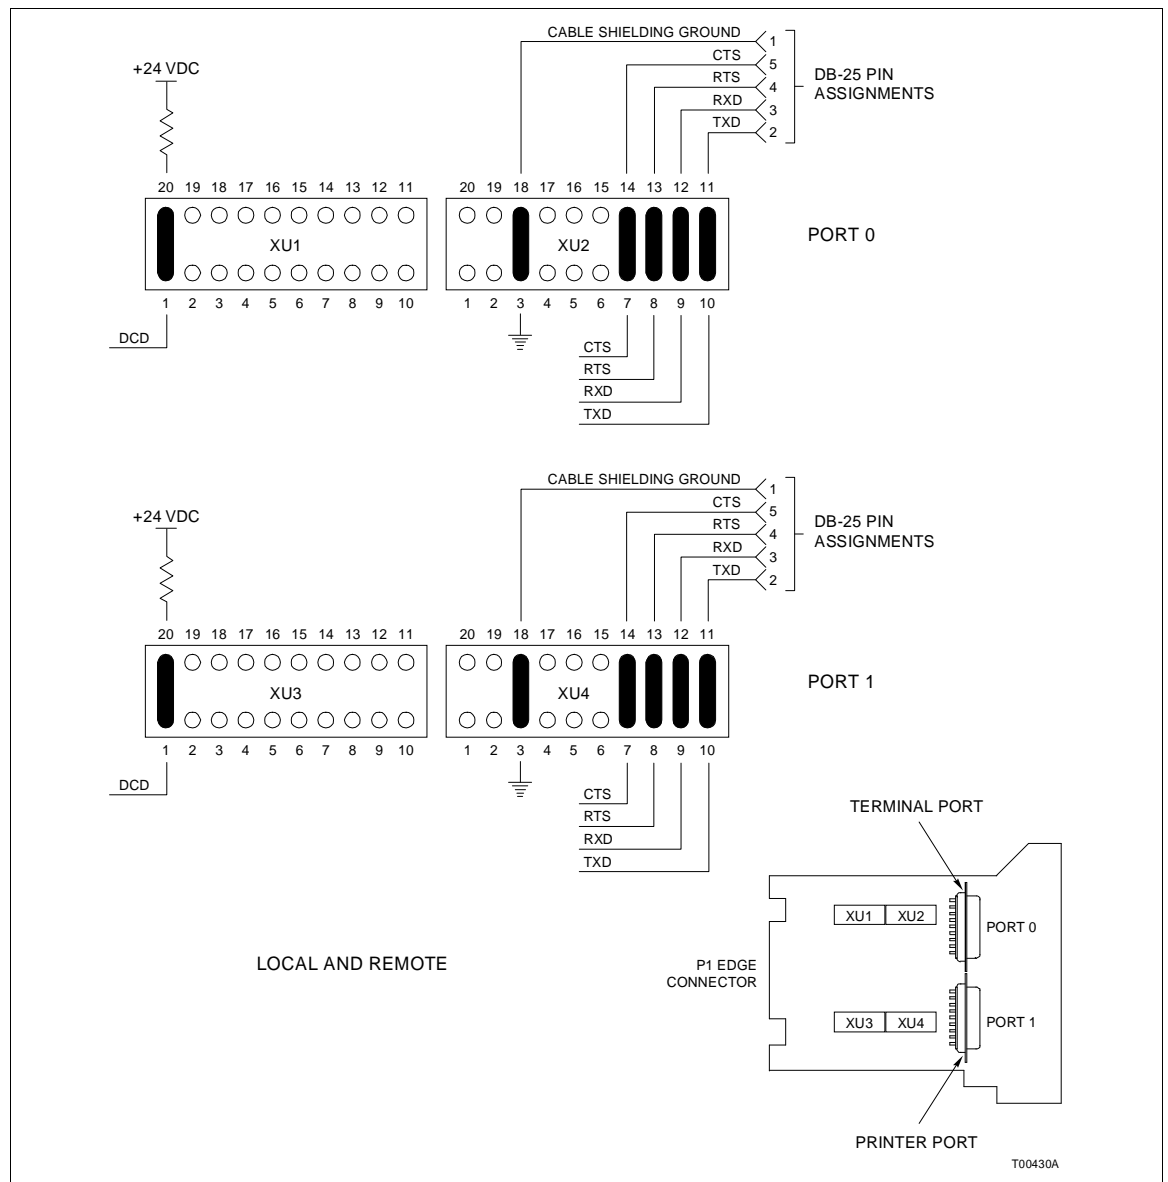 CABLE SHIELDING GROUND 1
+24 VDC
CTS 5
RTS 4
RXD 3
TXD 2
DB-25 PIN
ASSIGNMENTS
20 19 18 17 16 15 14 13 12 11
20 19 18 17 16 15 14 13 12 11
XU1
XU2
PORT 0
1 2 3 4 5 6 7 8 9 10
1 2 3 4 5 6 7 8 9 10
DCD
CTS
RTS
RXD
TXD
CABLE SHIELDING GROUND 1
+24 VDC
CTS 5
RTS 4
RXD 3
TXD 2
DB-25 PIN
ASSIGNMENTS
20 19 18 17 16 15 14 13 12 11
20 19 18 17 16 15 14 13 12 11
XU3
XU4
PORT 1
1 2 3 4 5 6 7 8 9 10
1 2 3 4 5 6 7 8 9 10
DCD
CTS
RTS
RXD
TXD
TERMINAL PORT
XU1 XU2
PORT 0
LOCAL AND REMOTE
P1 EDGE
CONNECTOR
XU3 XU4
PORT 1
PRINTER PORT
T00430A